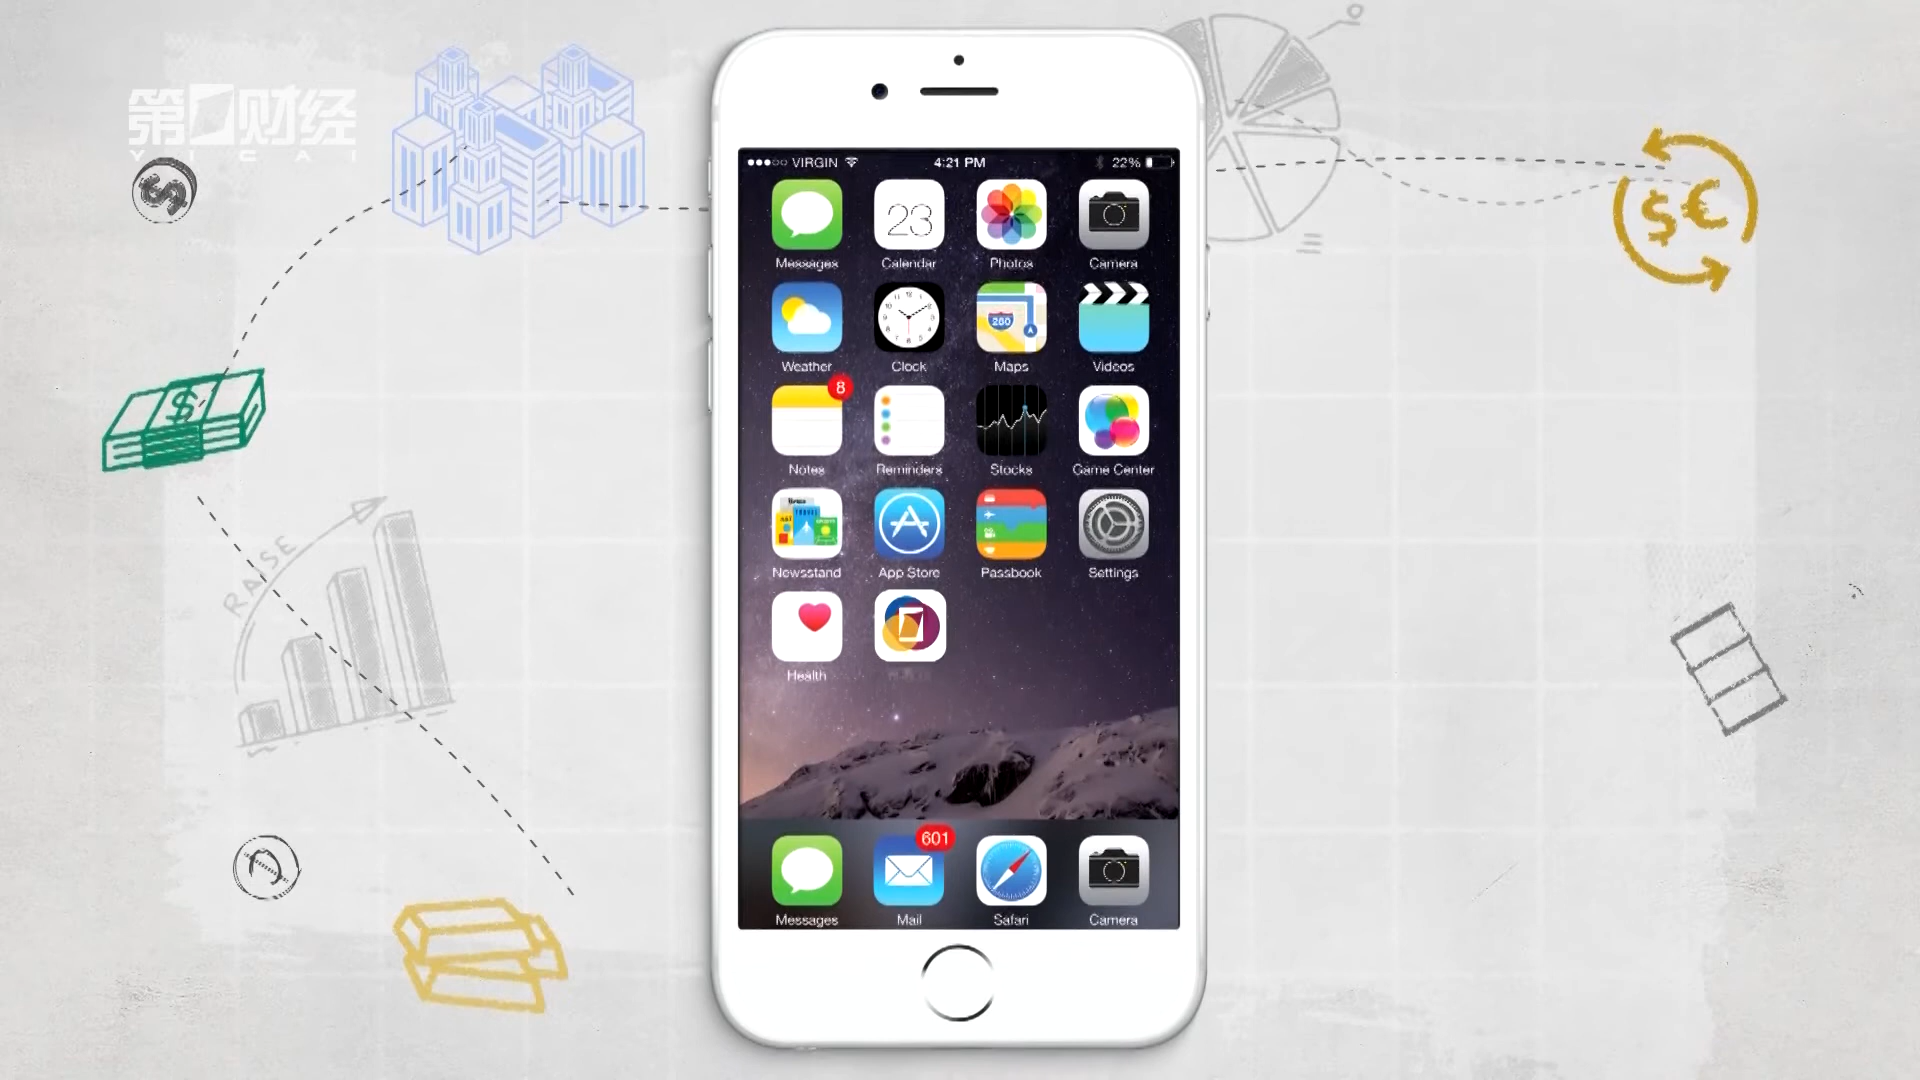 第一财经
YICAI
VIRGIN 4:21 PM 22%
23
Messages Calendar Photos Camera
280
Weather Clock Maps Videos
8
Notes Reminders Stocks Game Center
Newsstand App Store Passbook Settings
Health
601
Messages Mail Safari Camera
$
$
$ €
RAISE